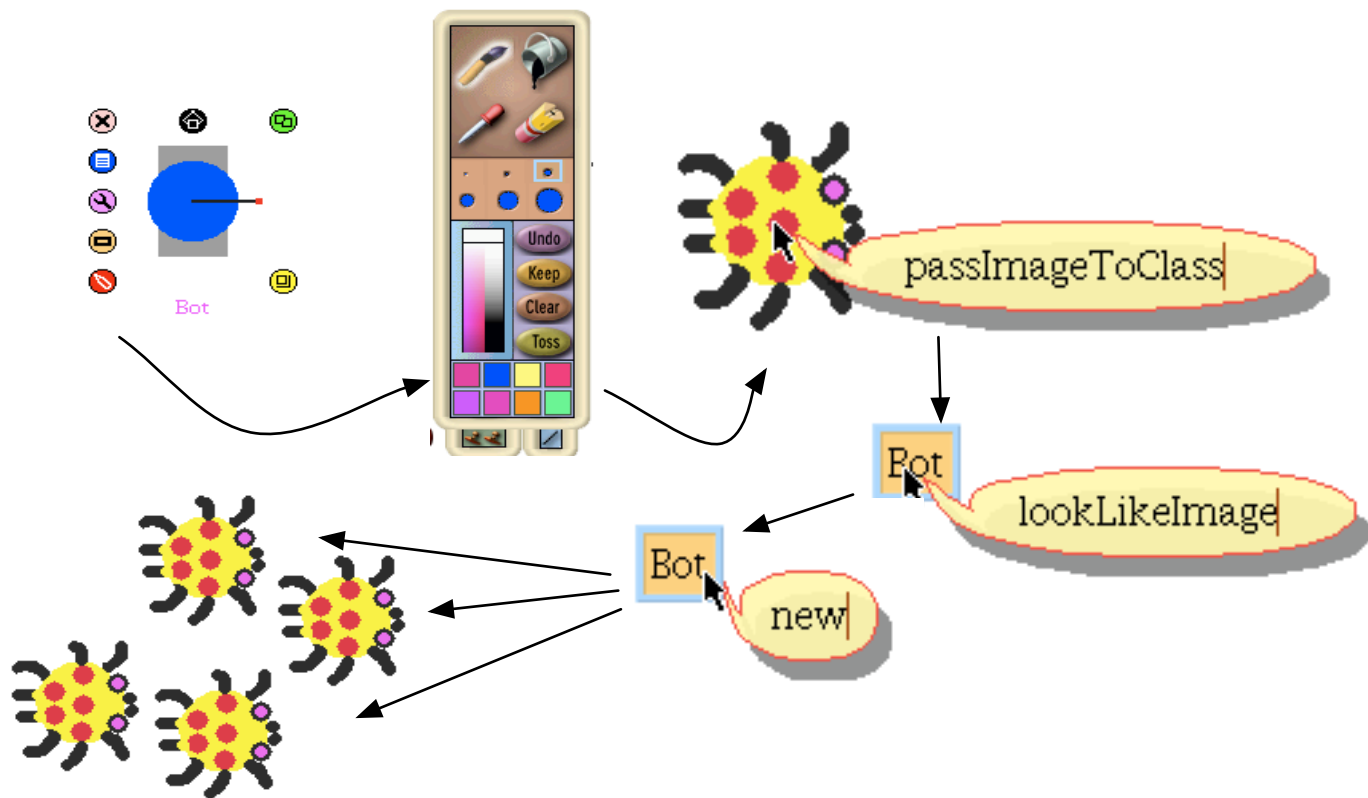 Bot
Undo
Keep
Clear
Toss
passImageToClass
Bot
lookLikeImage
Bot
new